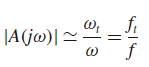 |A(jω)| ≃ ω_t/ω = f_t/f